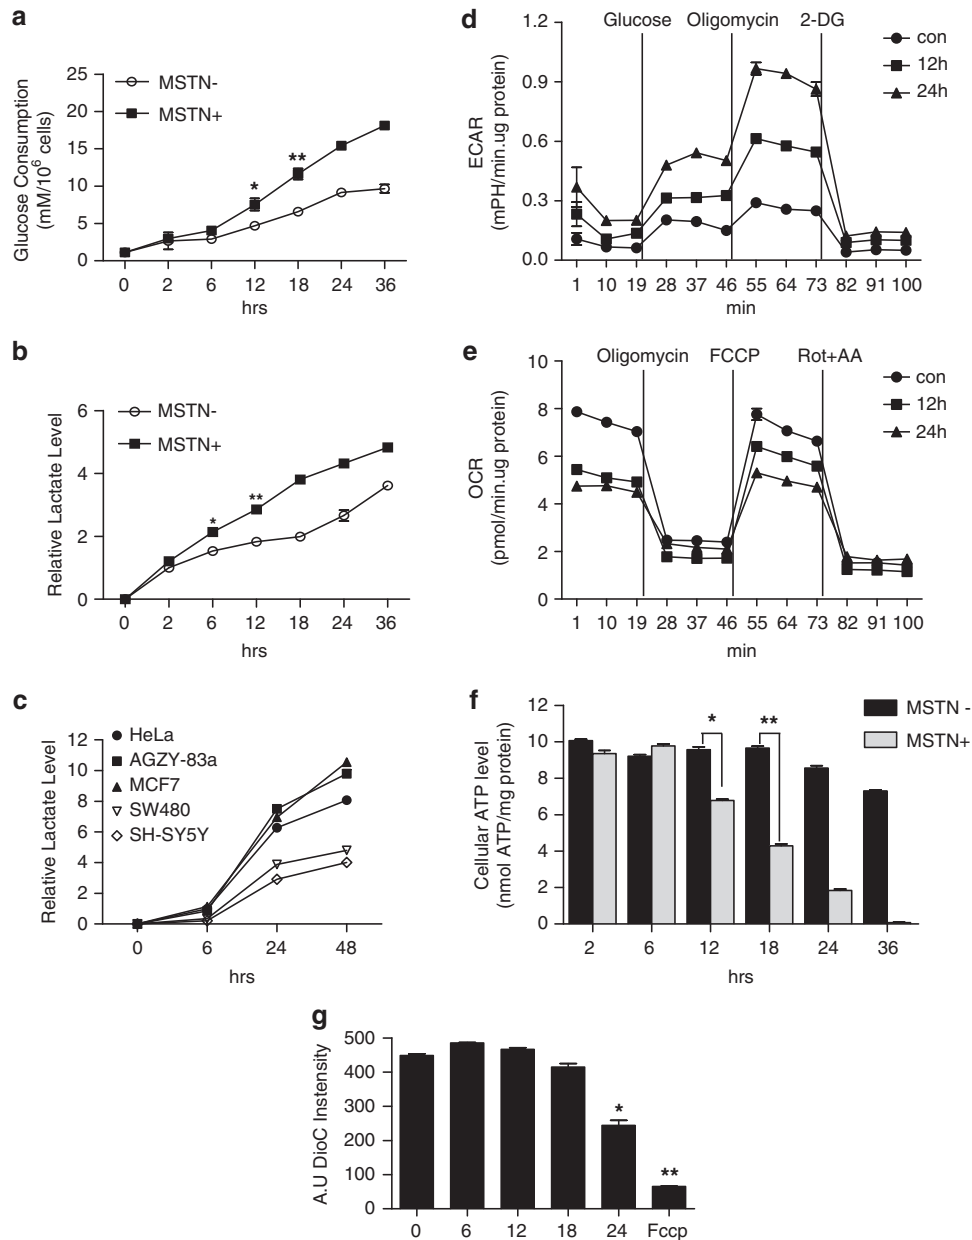 a
Glucose Consumption
(mM/10⁶ cells)
25
20
15
10
5
0
MSTN-
MSTN+
*
**
0 2 6 12 18 24 36
hrs
b
Relative Lactate Level
6
4
2
0
MSTN-
MSTN+
*
**
0 2 6 12 18 24 36
hrs
c
Relative Lactate Level
12
10
8
6
4
2
0
HeLa
AGZY-83a
MCF7
SW480
SH-SY5Y
0 6 24 48
hrs
d
ECAR
(mPH/min.ug protein)
1.2
0.9
0.6
0.3
0.0
Glucose Oligomycin 2-DG
con
12h
24h
1 10 19 28 37 46 55 64 73 82 91 100
min
e
OCR
(pmol/min.ug protein)
10
8
6
4
2
0
Oligomycin FCCP Rot+AA
con
12h
24h
1 10 19 28 37 46 55 64 73 82 91 100
min
f
Cellular ATP level
(nmol ATP/mg protein)
12
10
8
6
4
2
0
MSTN -
MSTN+
*
**
2 6 12 18 24 36
hrs
g
A.U DioC Instensity
500
400
300
200
100
0
*
**
0 6 12 18 24 Fccp